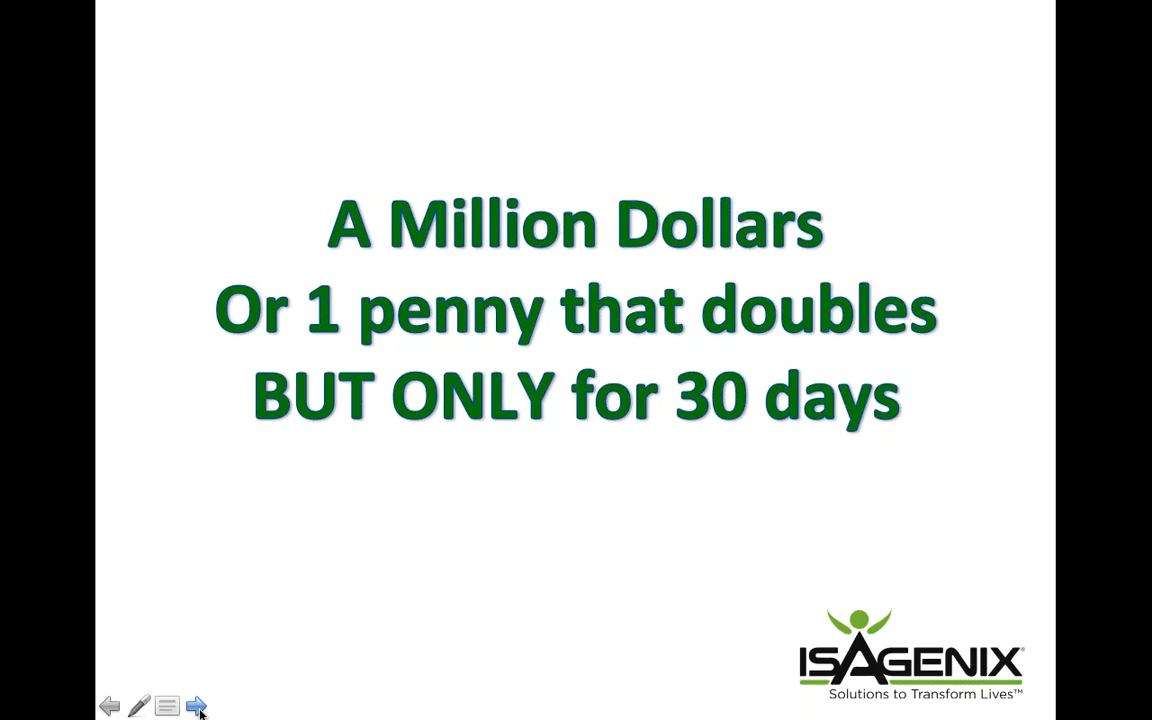 A Million Dollars
Or 1 penny that doubles
BUT ONLY for 30 days
ISAGENIX®
Solutions to Transform Lives™